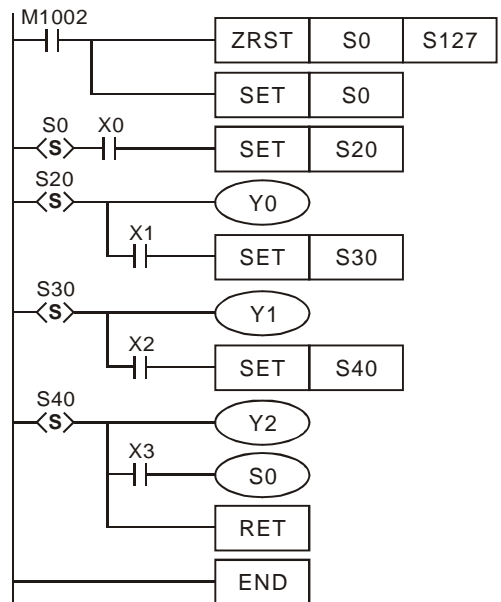 M1002
ZRST S0 S127
SET S0
S0 X0
S SET S20
S20
S Y0
X1
SET S30
S30
S Y1
X2
SET S40
S40
S Y2
X3
S0
RET
END